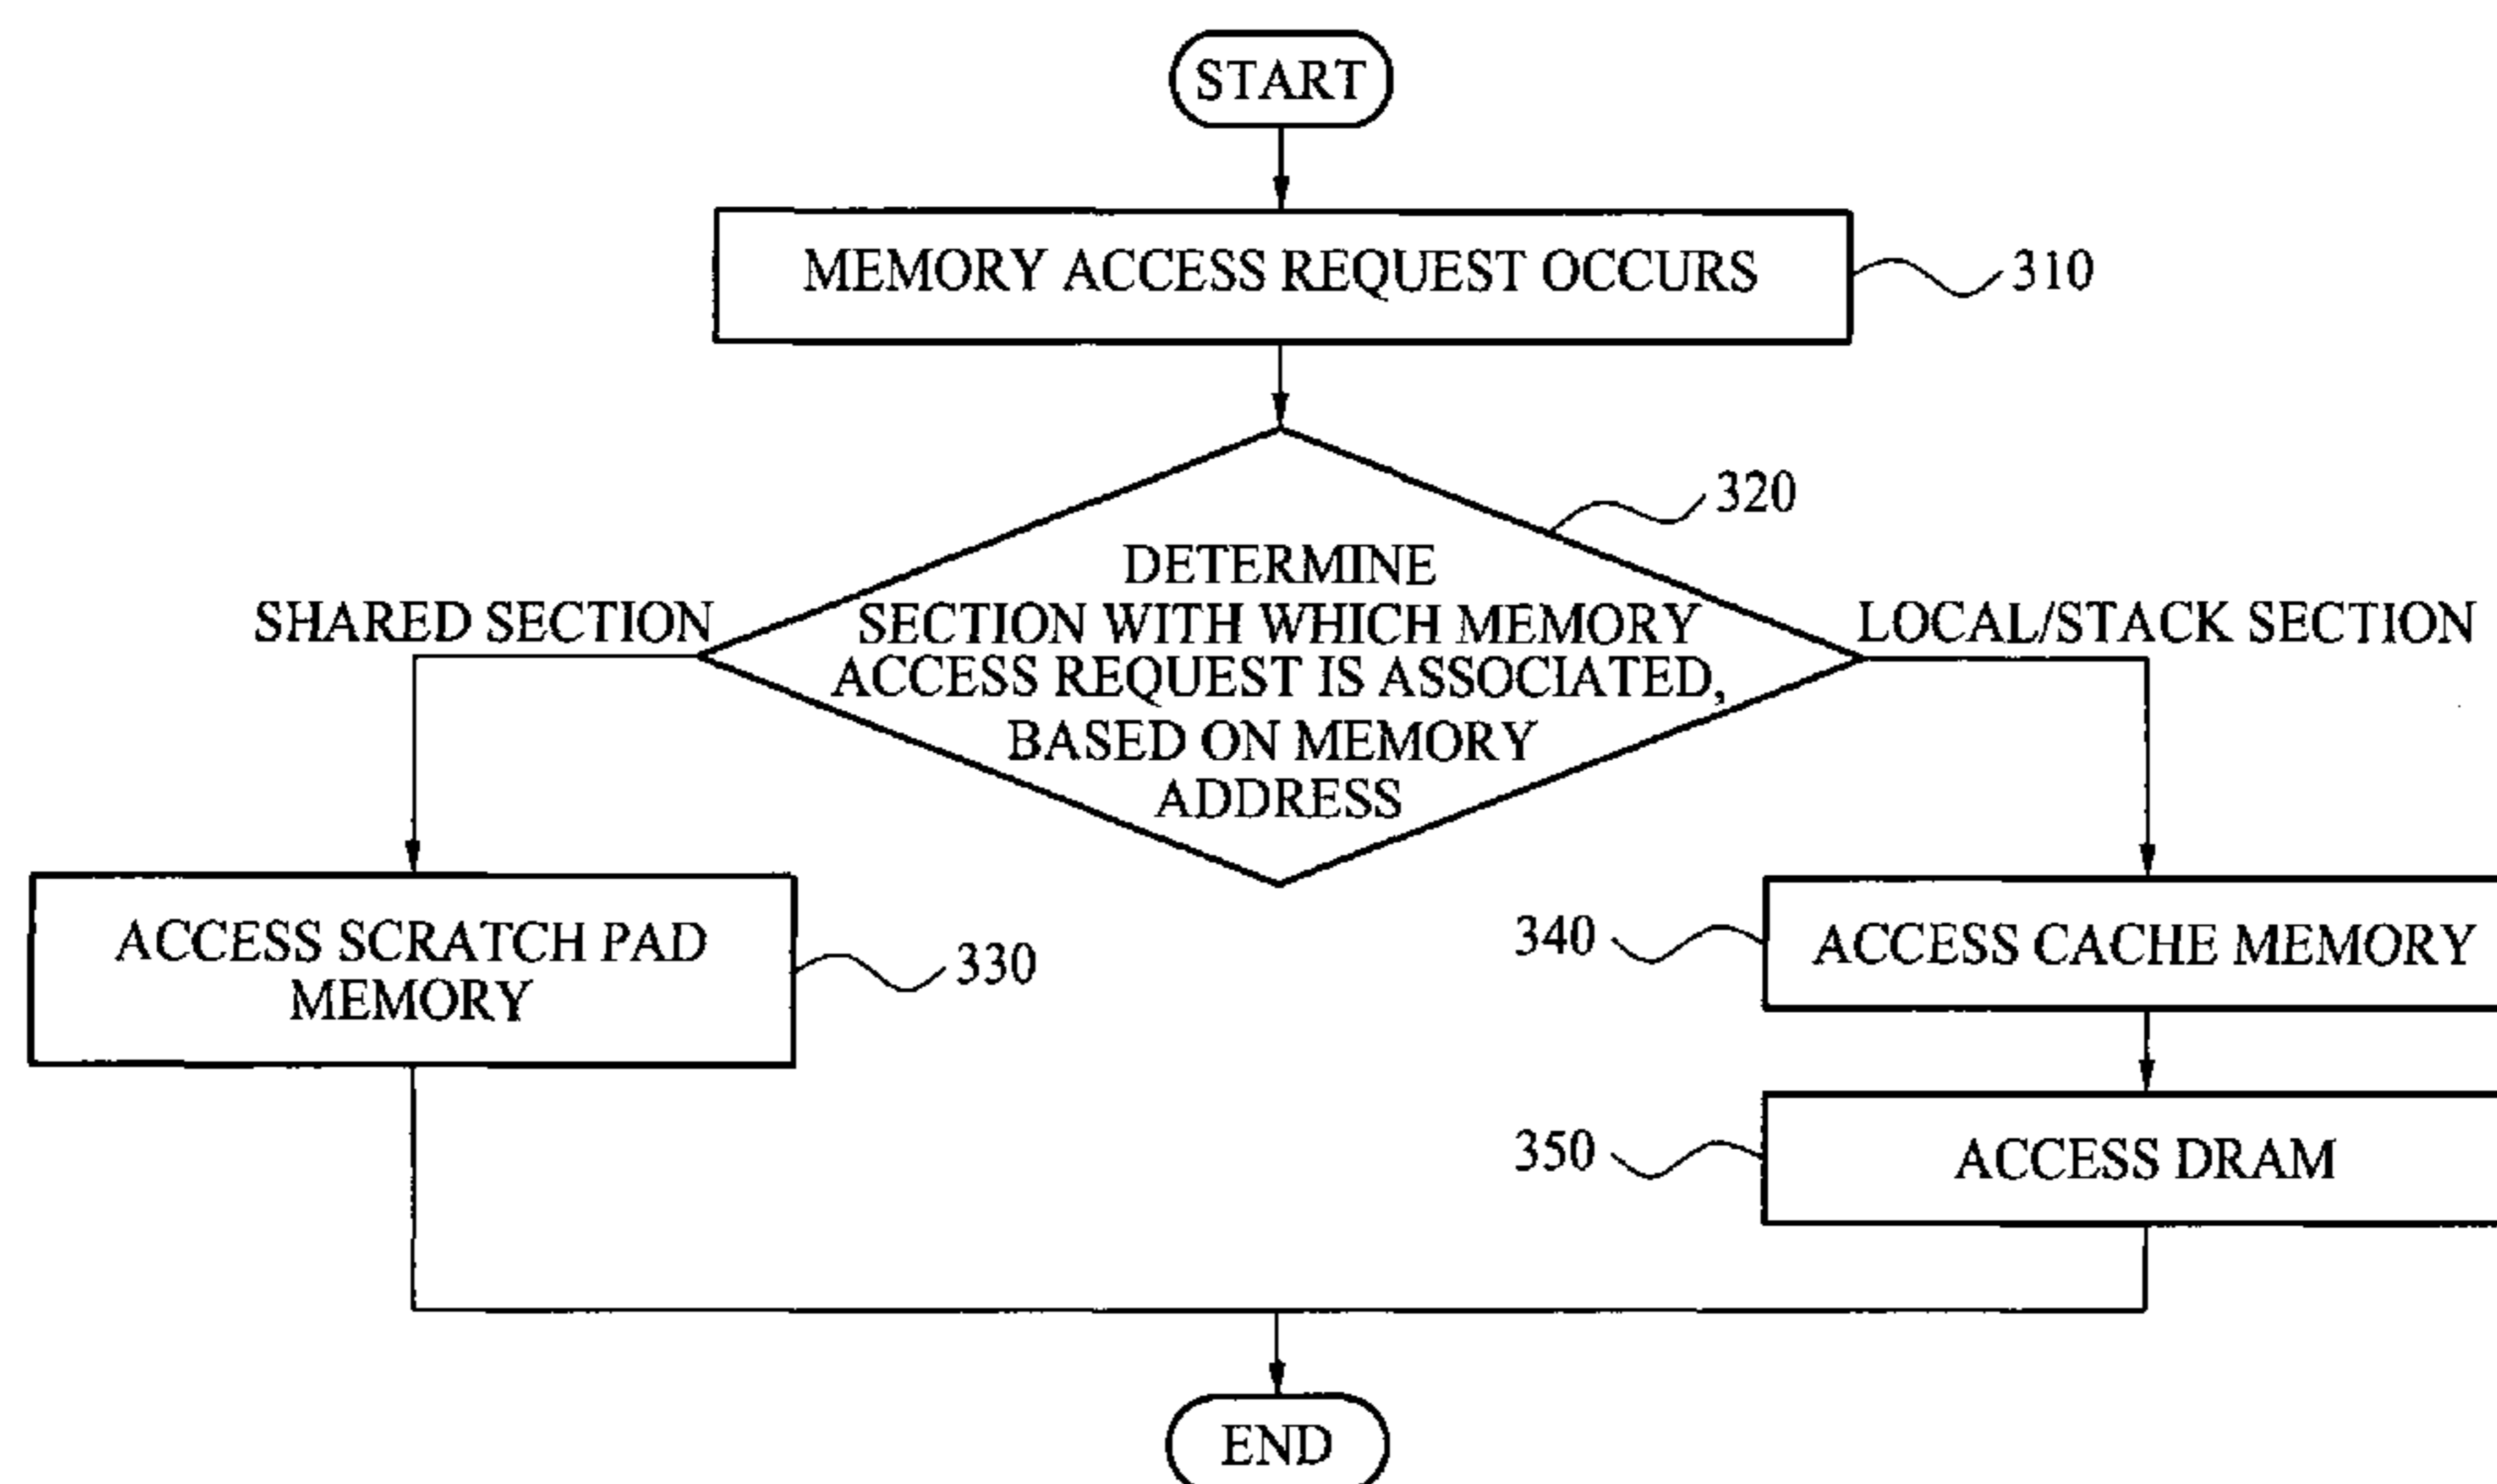 START
MEMORY ACCESS REQUEST OCCURS
310
320
DETERMINE
SECTION WITH WHICH MEMORY
ACCESS REQUEST IS ASSOCIATED,
BASED ON MEMORY
ADDRESS
SHARED SECTION
LOCAL/STACK SECTION
ACCESS SCRATCH PAD
MEMORY
330
340
ACCESS CACHE MEMORY
350
ACCESS DRAM
END